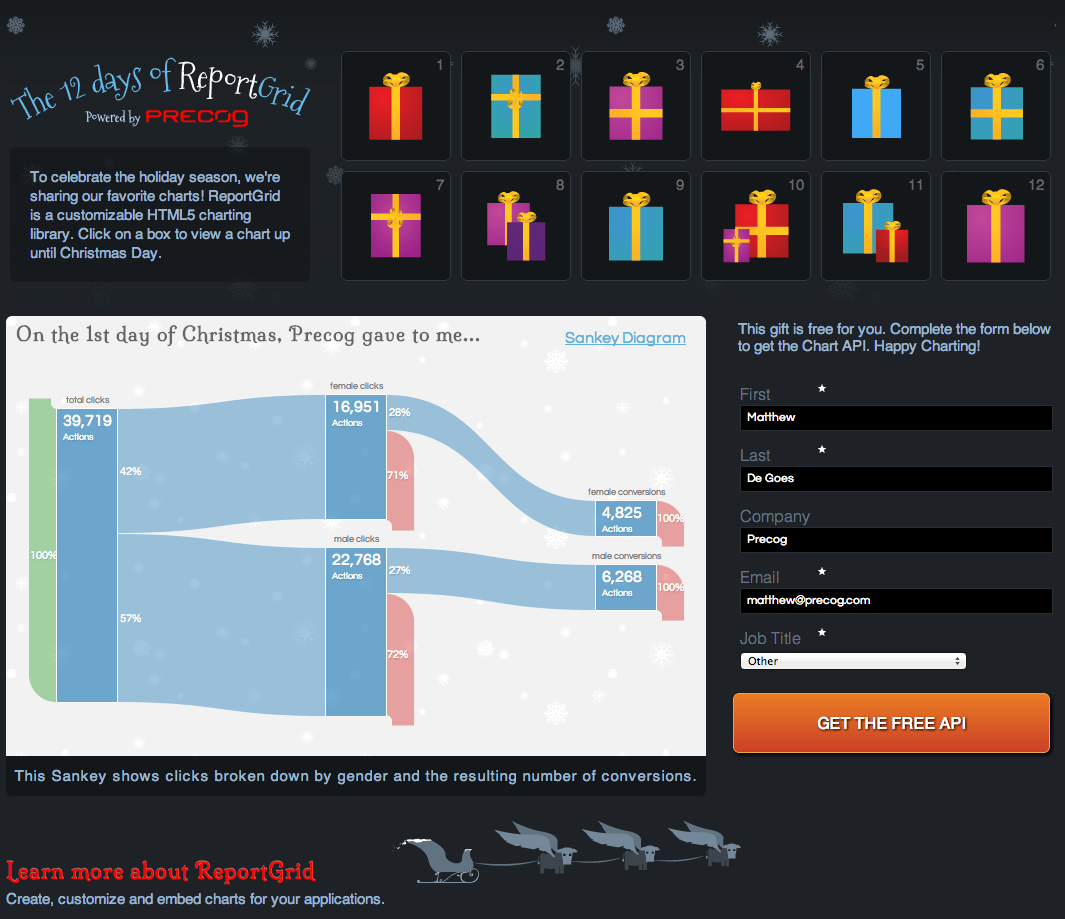 The 12 days of ReportGrid
Powered by PRECOG
To celebrate the holiday season, we're
sharing our favorite charts! ReportGrid
is a customizable HTML5 charting
library. Click on a box to view a chart up
until Christmas Day.
1
2
3
4
5
6
7
8
9
10
11
12
On the 1st day of Christmas, Precog gave to me...
Sankey Diagram
total clicks
39,719
Actions
100%
42%
57%
female clicks
16,951
Actions
28%
71%
male clicks
22,768
Actions
27%
72%
female conversions
4,825
Actions
100%
male conversions
6,268
Actions
100%
This Sankey shows clicks broken down by gender and the resulting number of conversions.
This gift is free for you. Complete the form below
to get the Chart API. Happy Charting!
First ★
Matthew
Last ★
De Goes
Company
Precog
Email ★
matthew@precog.com
Job Title ★
Other
GET THE FREE API
Learn more about ReportGrid
Create, customize and embed charts for your applications.